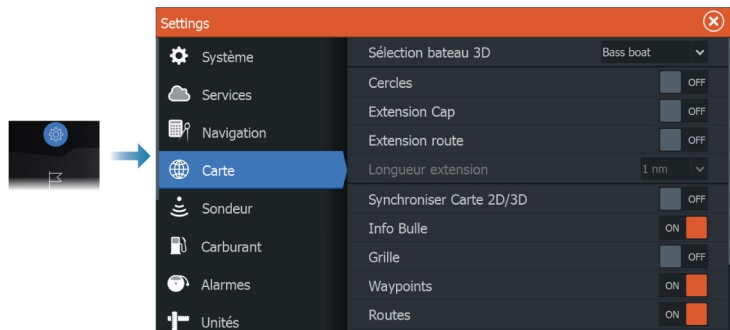 Settings
Système
Services
Navigation
Carte
Sondeur
Carburant
Alarmes
Unités
Sélection bateau 3D Bass boat
Cercles OFF
Extension Cap OFF
Extension route OFF
Longueur extension 1 nm
Synchroniser Carte 2D/3D OFF
Info Bulle ON
Grille OFF
Waypoints ON
Routes ON